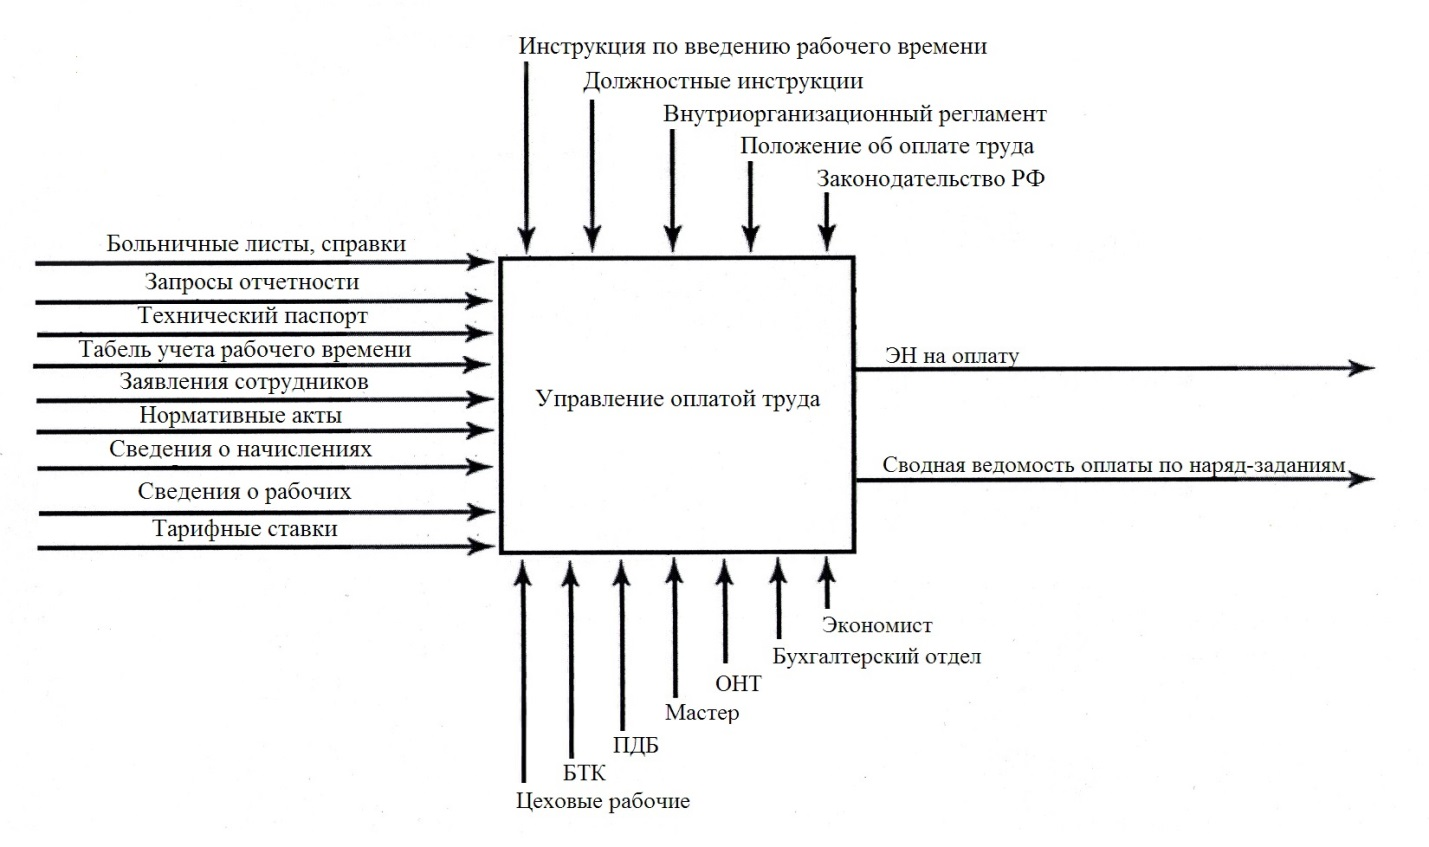 Инструкция по введению рабочего времени
Должностные инструкции
Внутриорганизационный регламент
Положение об оплате труда
Законодательство РФ
Больничные листы, справки
Запросы отчетности
Технический паспорт
Табель учета рабочего времени
Заявления сотрудников
Нормативные акты
Сведения о начислениях
Сведения о рабочих
Тарифные ставки
Управление оплатой труда
ЭН на оплату
Сводная ведомость оплаты по наряд-заданиям
Экономист
Бухгалтерский отдел
ОНТ
Мастер
ПДБ
БТК
Цеховые рабочие